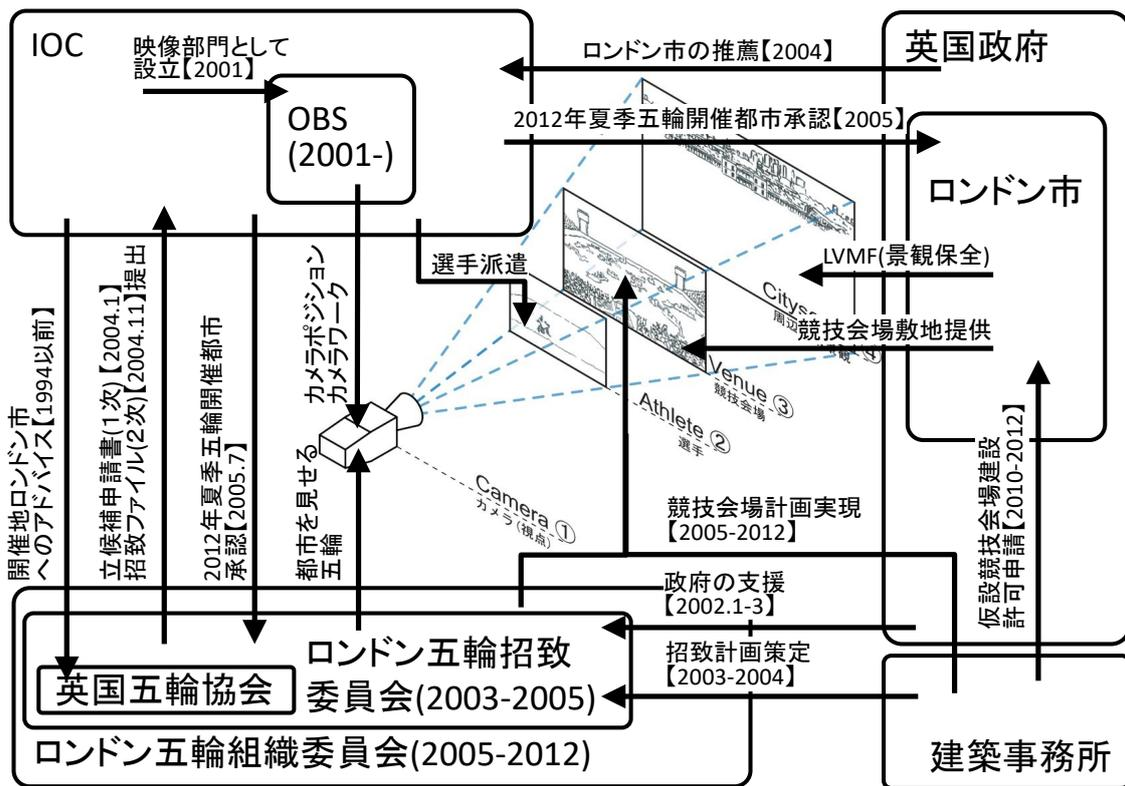 IOC
映像部門として
設立【2001】
OBS
(2001-)
ロンドン市の推薦【2004】
英国政府
2012年夏季五輪開催都市承認【2005】
ロンドン市
選手派遣
LVMF(景観保全)
競技会場敷地提供
カメラポジション
カメラワーク
Citysc
周辺
④
Venue ③
競技会場
Athlete ②
選手
Camera ①
カメラ(視点)
開催地ロンドン市
へのアドバイス【1994以前】
立候補申請書(1次)【2004.1】
招致ファイル(2次)【2004.11】提出
2012年夏季五輪開催都市
承認【2005.7】
都市を見せる
五輪
競技会場計画実現
【2005-2012】
仮設競技会場建設
許可申請【2010-2012】
政府の支援
【2002.1-3】
招致計画策定
【2003-2004】
ロンドン五輪招致
委員会(2003-2005)
英国五輪協会
ロンドン五輪組織委員会(2005-2012)
建築事務所